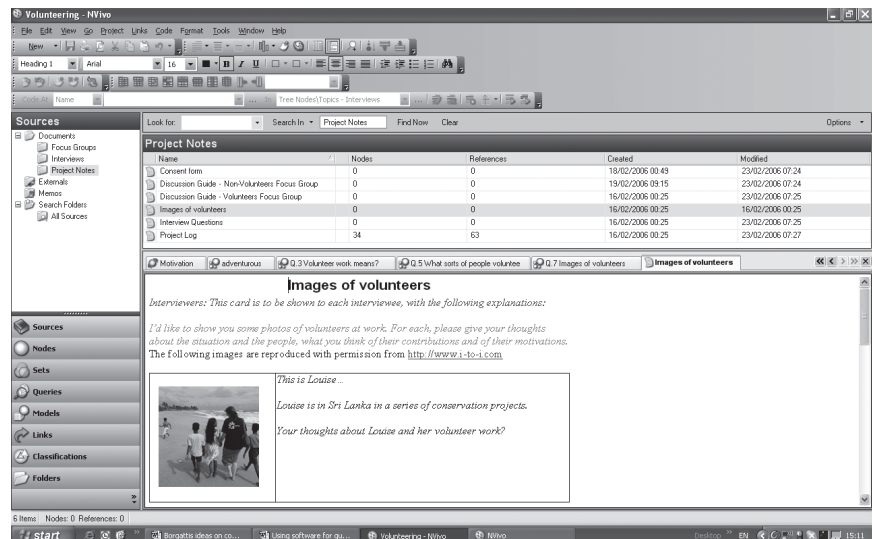 Volunteering - NVivo
File Edit View Go Project Links Code Format Tools Window Help
New
Heading 1 Arial 16 B I U
Code At Name In Tree Nodes\Topics - Interviews
Sources
Documents
Focus Groups
Interviews
Project Notes
Externals
Memos
Search Folders
All Sources
Sources
Nodes
Sets
Queries
Models
Links
Classifications
Folders
Look for: Search In Project Notes Find Now Clear Options
Project Notes
Name Nodes References Created Modified
Consent form 0 0 18/02/2006 00:49 23/02/2006 07:24
Discussion Guide - Non-Volunteers Focus Group 0 0 19/02/2006 09:15 23/02/2006 07:24
Discussion Guide - Volunteers Focus Group 0 0 16/02/2006 00:25 23/02/2006 07:25
Images of volunteers 0 0 16/02/2006 00:25 16/02/2006 00:25
Interview Questions 0 0 16/02/2006 00:25 23/02/2006 07:25
Project Log 34 63 16/02/2006 00:25 23/02/2006 07:27
Motivation adventurous Q.3 Volunteer work means? Q.5 What sorts of people voluntee Q.7 Images of volunteers Images of volunteers
Images of volunteers
Interviewers: This card is to be shown to each interviewee, with the following explanations:
I'd like to show you some photos of volunteers at work. For each, please give your thoughts
about the situation and the people, what you think of their contributions and of their motivations.
The following images are reproduced with permission from http://www.i-to-i.com
This is Louise ...
Louise is in Sri Lanka in a series of conservation projects.
Your thoughts about Louise and her volunteer work?
6 Items Nodes: 0 References: 0
start Borgattis ideas on co... Using software for qu... Volunteering - NVivo NVivo Desktop EN 15:11